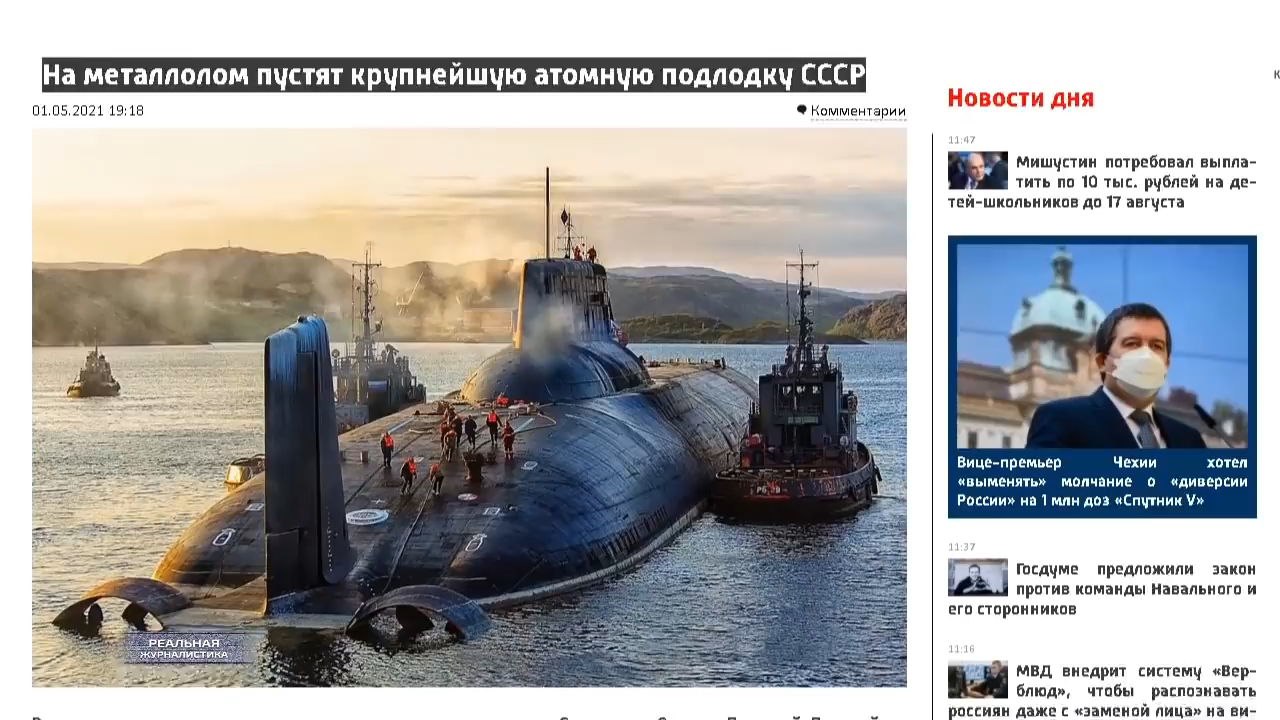 На металлолом пустят крупнейшую атомную подлодку СССР
01.05.2021 19:18
Комментарии
РБ 29
РЕАЛЬНАЯ
ЖУРНАЛИСТИКА
Новости дня
11:47
Мишустин потребовал выпла-
тить по 10 тыс. рублей на де-
тей-школьников до 17 августа
Вице-премьер Чехии хотел
«выменять» молчание о «диверсии
России» на 1 млн доз «Спутник V»
11:37
Госдуме предложили закон
против команды Навального и
его сторонников
11:16
МВД внедрит систему «Вер-
блюд», чтобы распознавать
россиян даже с «заменой лица» на ви-